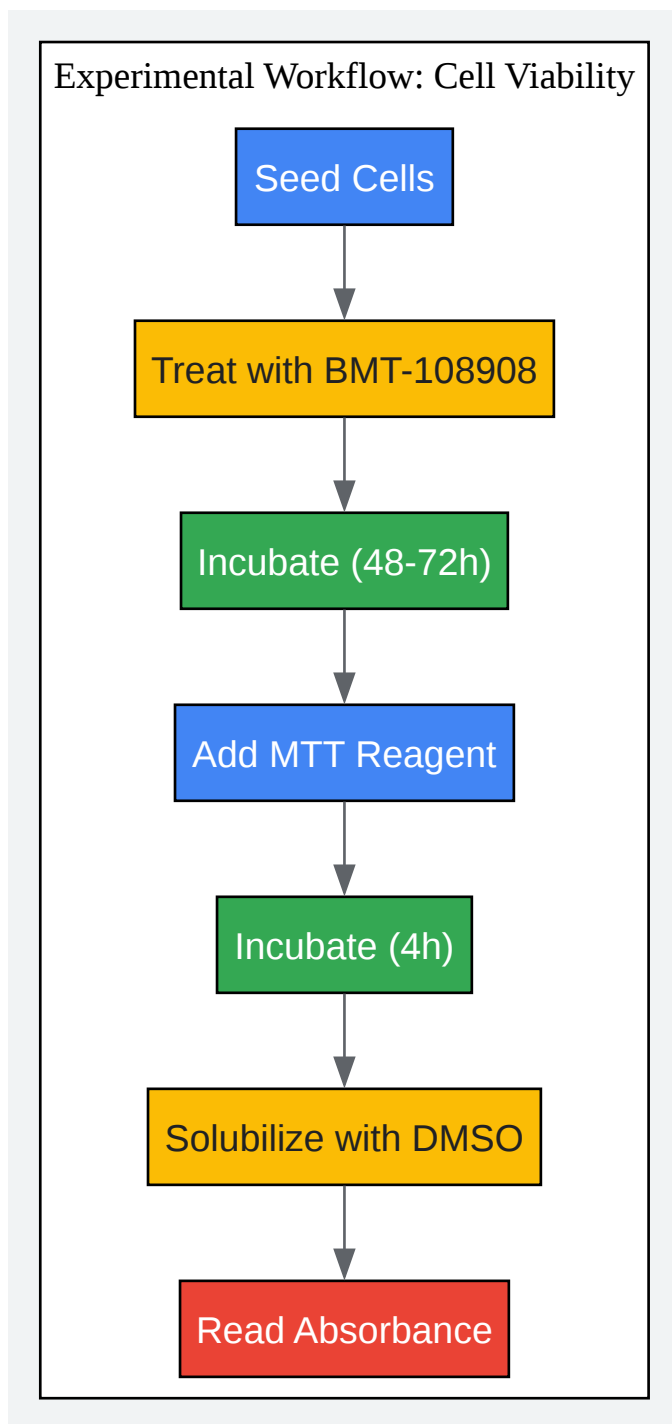 Experimental Workflow: Cell Viability
Seed Cells
Treat with BMT-108908
Incubate (48-72h)
Add MTT Reagent
Incubate (4h)
Solubilize with DMSO
Read Absorbance